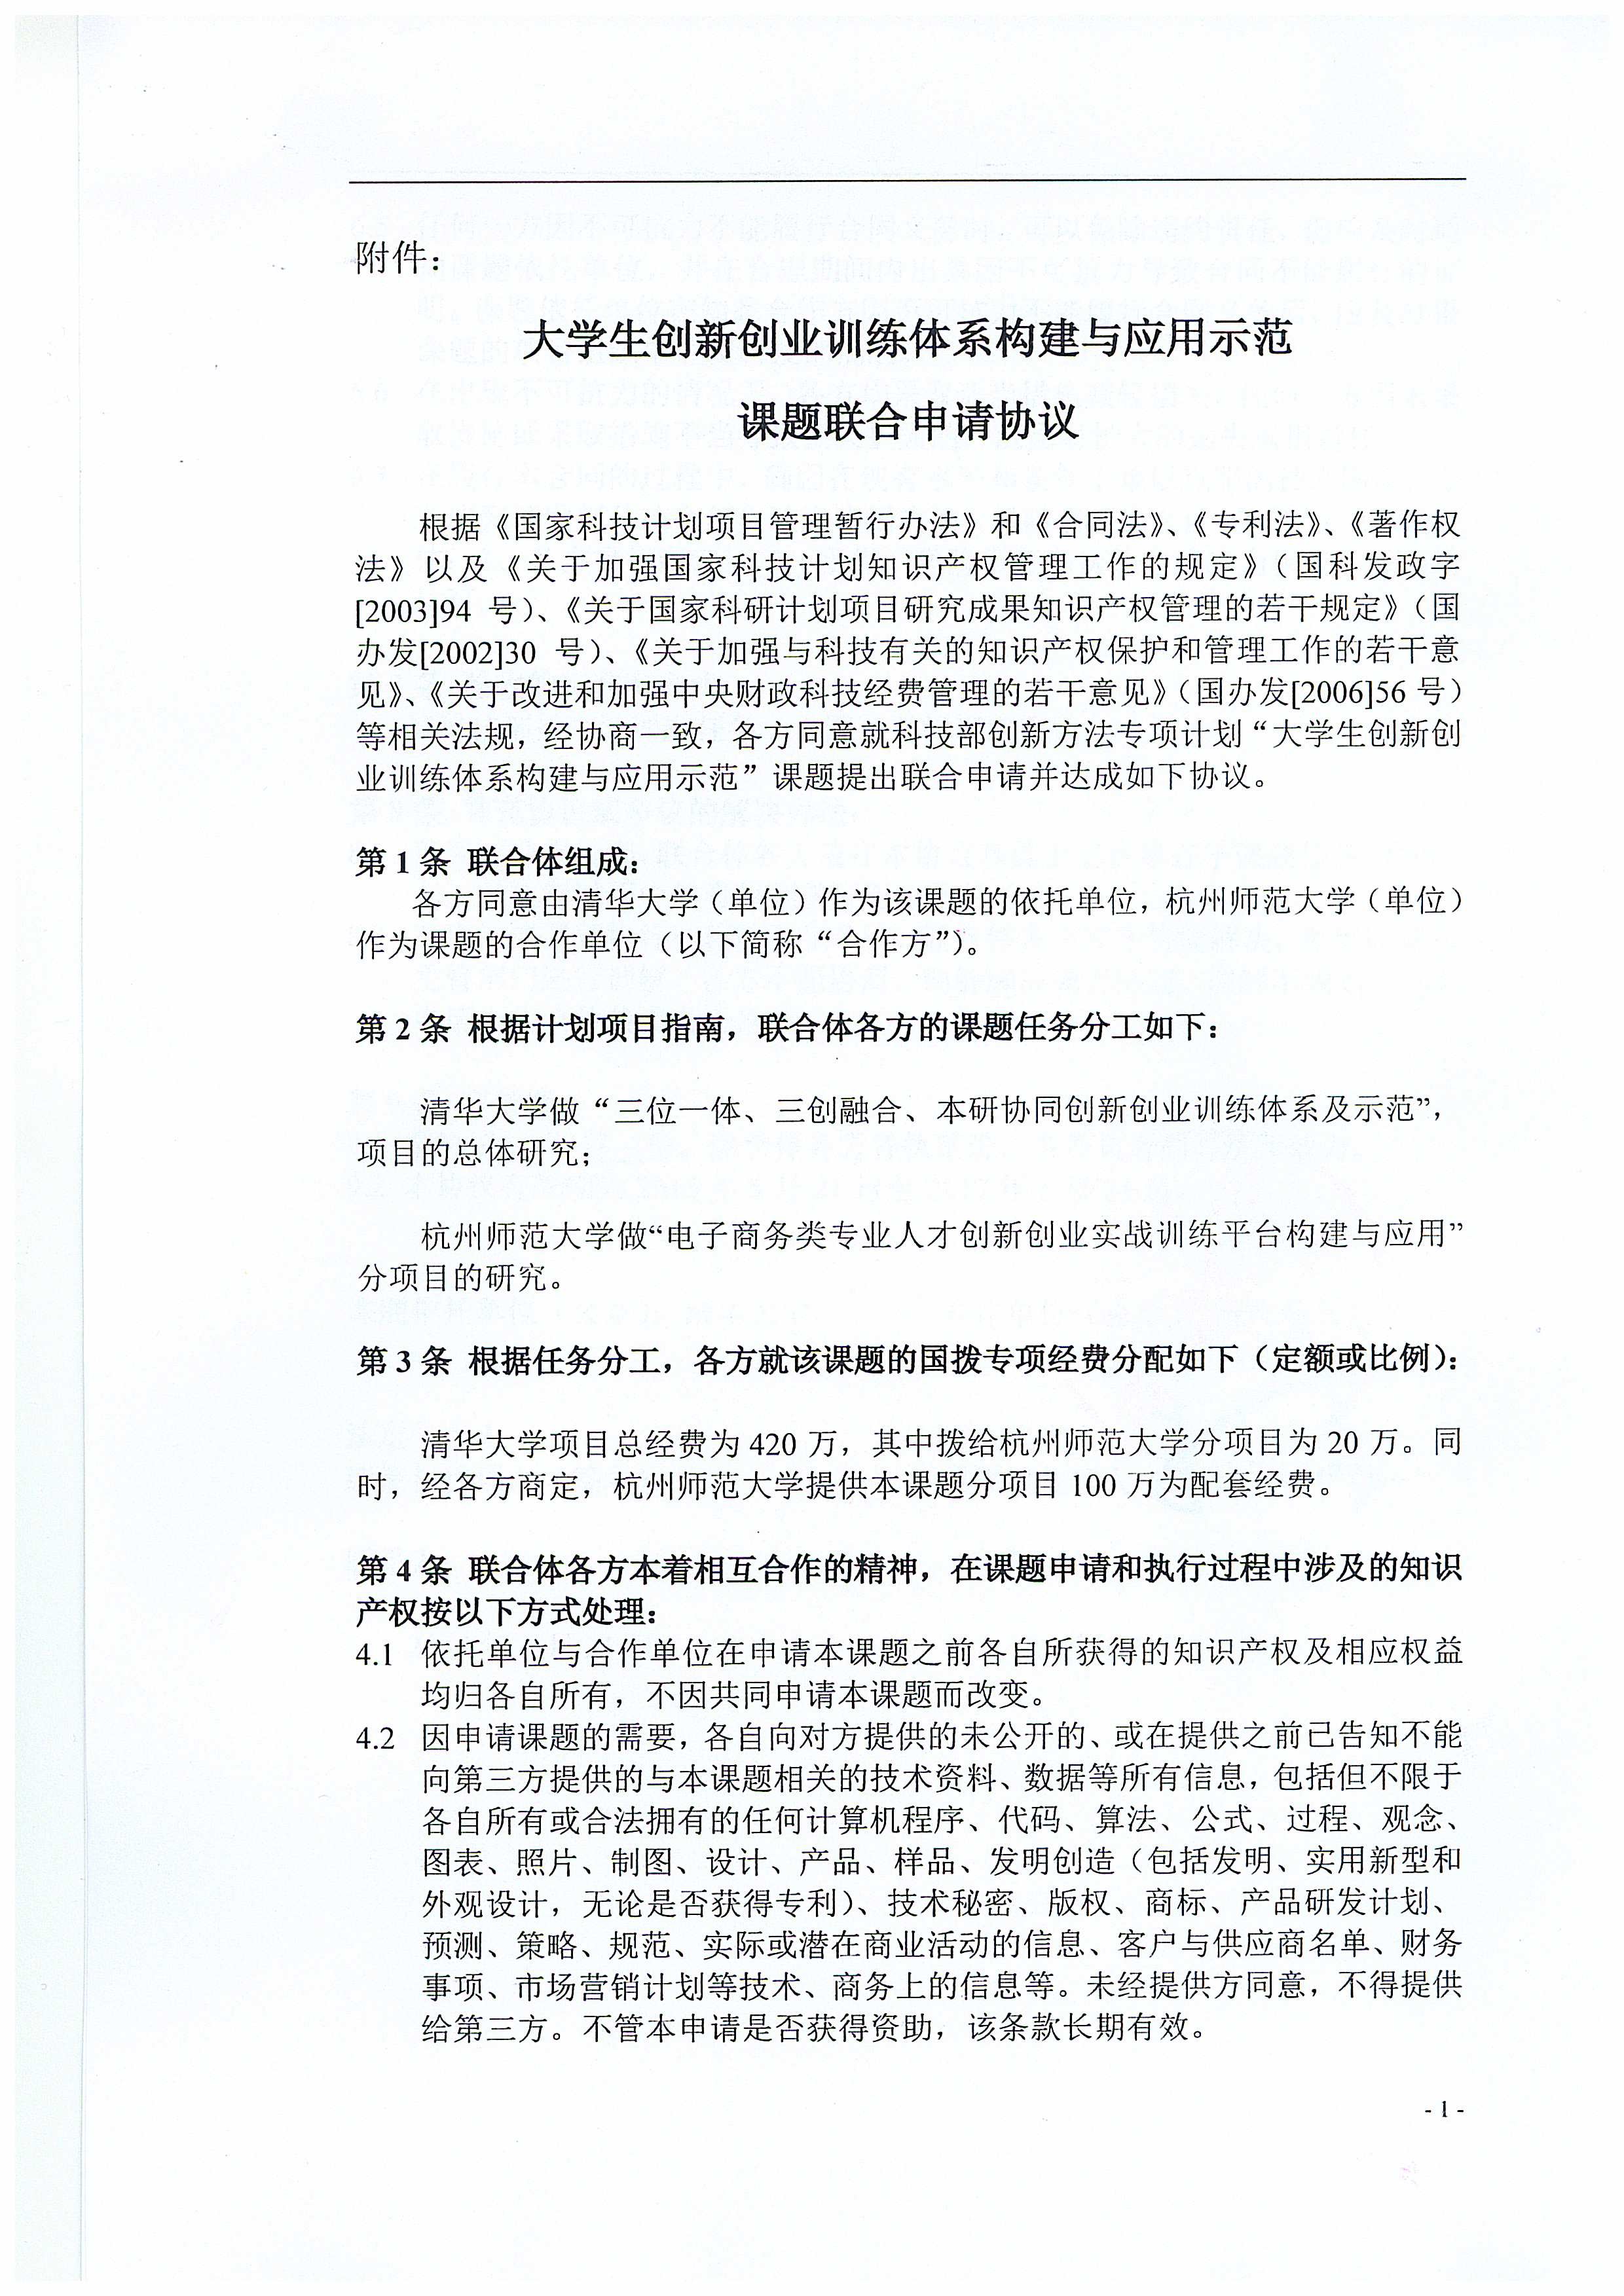 附件：
大学生创新创业训练体系构建与应用示范
课题联合申请协议
根据《国家科技计划项目管理暂行办法》和《合同法》、《专利法》、《著作权
法》以及《关于加强国家科技计划知识产权管理工作的规定》（国科发政字
[2003]94 号）、《关于国家科研计划项目研究成果知识产权管理的若干规定》（国
办发[2002]30 号）、《关于加强与科技有关的知识产权保护和管理工作的若干意
见》、《关于改进和加强中央财政科技经费管理的若干意见》（国办发[2006]56 号）
等相关法规，经协商一致，各方同意就科技部创新方法专项计划“大学生创新创
业训练体系构建与应用示范”课题提出联合申请并达成如下协议。
第 1 条 联合体组成：
各方同意由清华大学（单位）作为该课题的依托单位，杭州师范大学（单位）
作为课题的合作单位（以下简称“合作方”）。
第 2 条 根据计划项目指南，联合体各方的课题任务分工如下：
清华大学做“三位一体、三创融合、本研协同创新创业训练体系及示范”，
项目的总体研究；
杭州师范大学做“电子商务类专业人才创新创业实战训练平台构建与应用”
分项目的研究。
第 3 条 根据任务分工，各方就该课题的国拨专项经费分配如下（定额或比例）：
清华大学项目总经费为 420 万，其中拨给杭州师范大学分项目为 20 万。同
时，经各方商定，杭州师范大学提供本课题分项目 100 万为配套经费。
第 4 条 联合体各方本着相互合作的精神，在课题申请和执行过程中涉及的知识
产权按以下方式处理：
4.1 依托单位与合作单位在申请本课题之前各自所获得的知识产权及相应权益
均归各自所有，不因共同申请本课题而改变。
4.2 因申请课题的需要，各自向对方提供的未公开的、或在提供之前已告知不能
向第三方提供的与本课题相关的技术资料、数据等所有信息，包括但不限于
各自所有或合法拥有的任何计算机程序、代码、算法、公式、过程、观念、
图表、照片、制图、设计、产品、样品、发明创造（包括发明、实用新型和
外观设计，无论是否获得专利）、技术秘密、版权、商标、产品研发计划、
预测、策略、规范、实际或潜在商业活动的信息、客户与供应商名单、财务
事项、市场营销计划等技术、商务上的信息等。未经提供方同意，不得提供
给第三方。不管本申请是否获得资助，该条款长期有效。
- 1 -